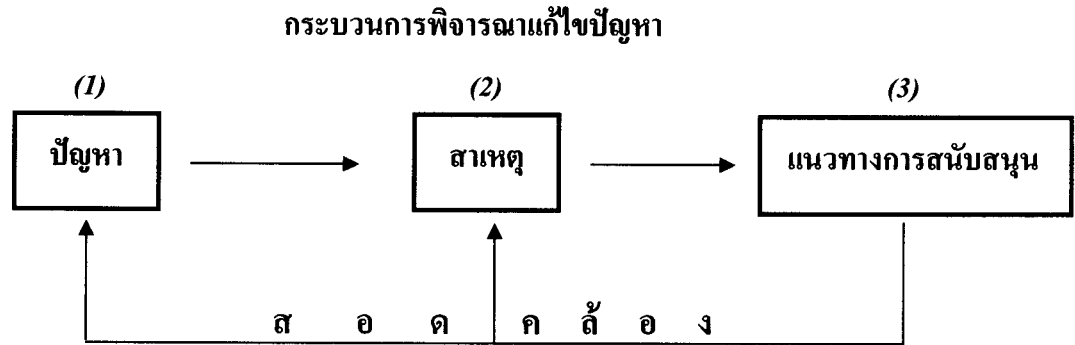 กระบวนการพิจารณาแก้ไขปัญหา
(1) (2) (3)
ปัญหา สาเหตุ แนวทางการสนับสนุน
ส อ ด ค ล้ อ ง